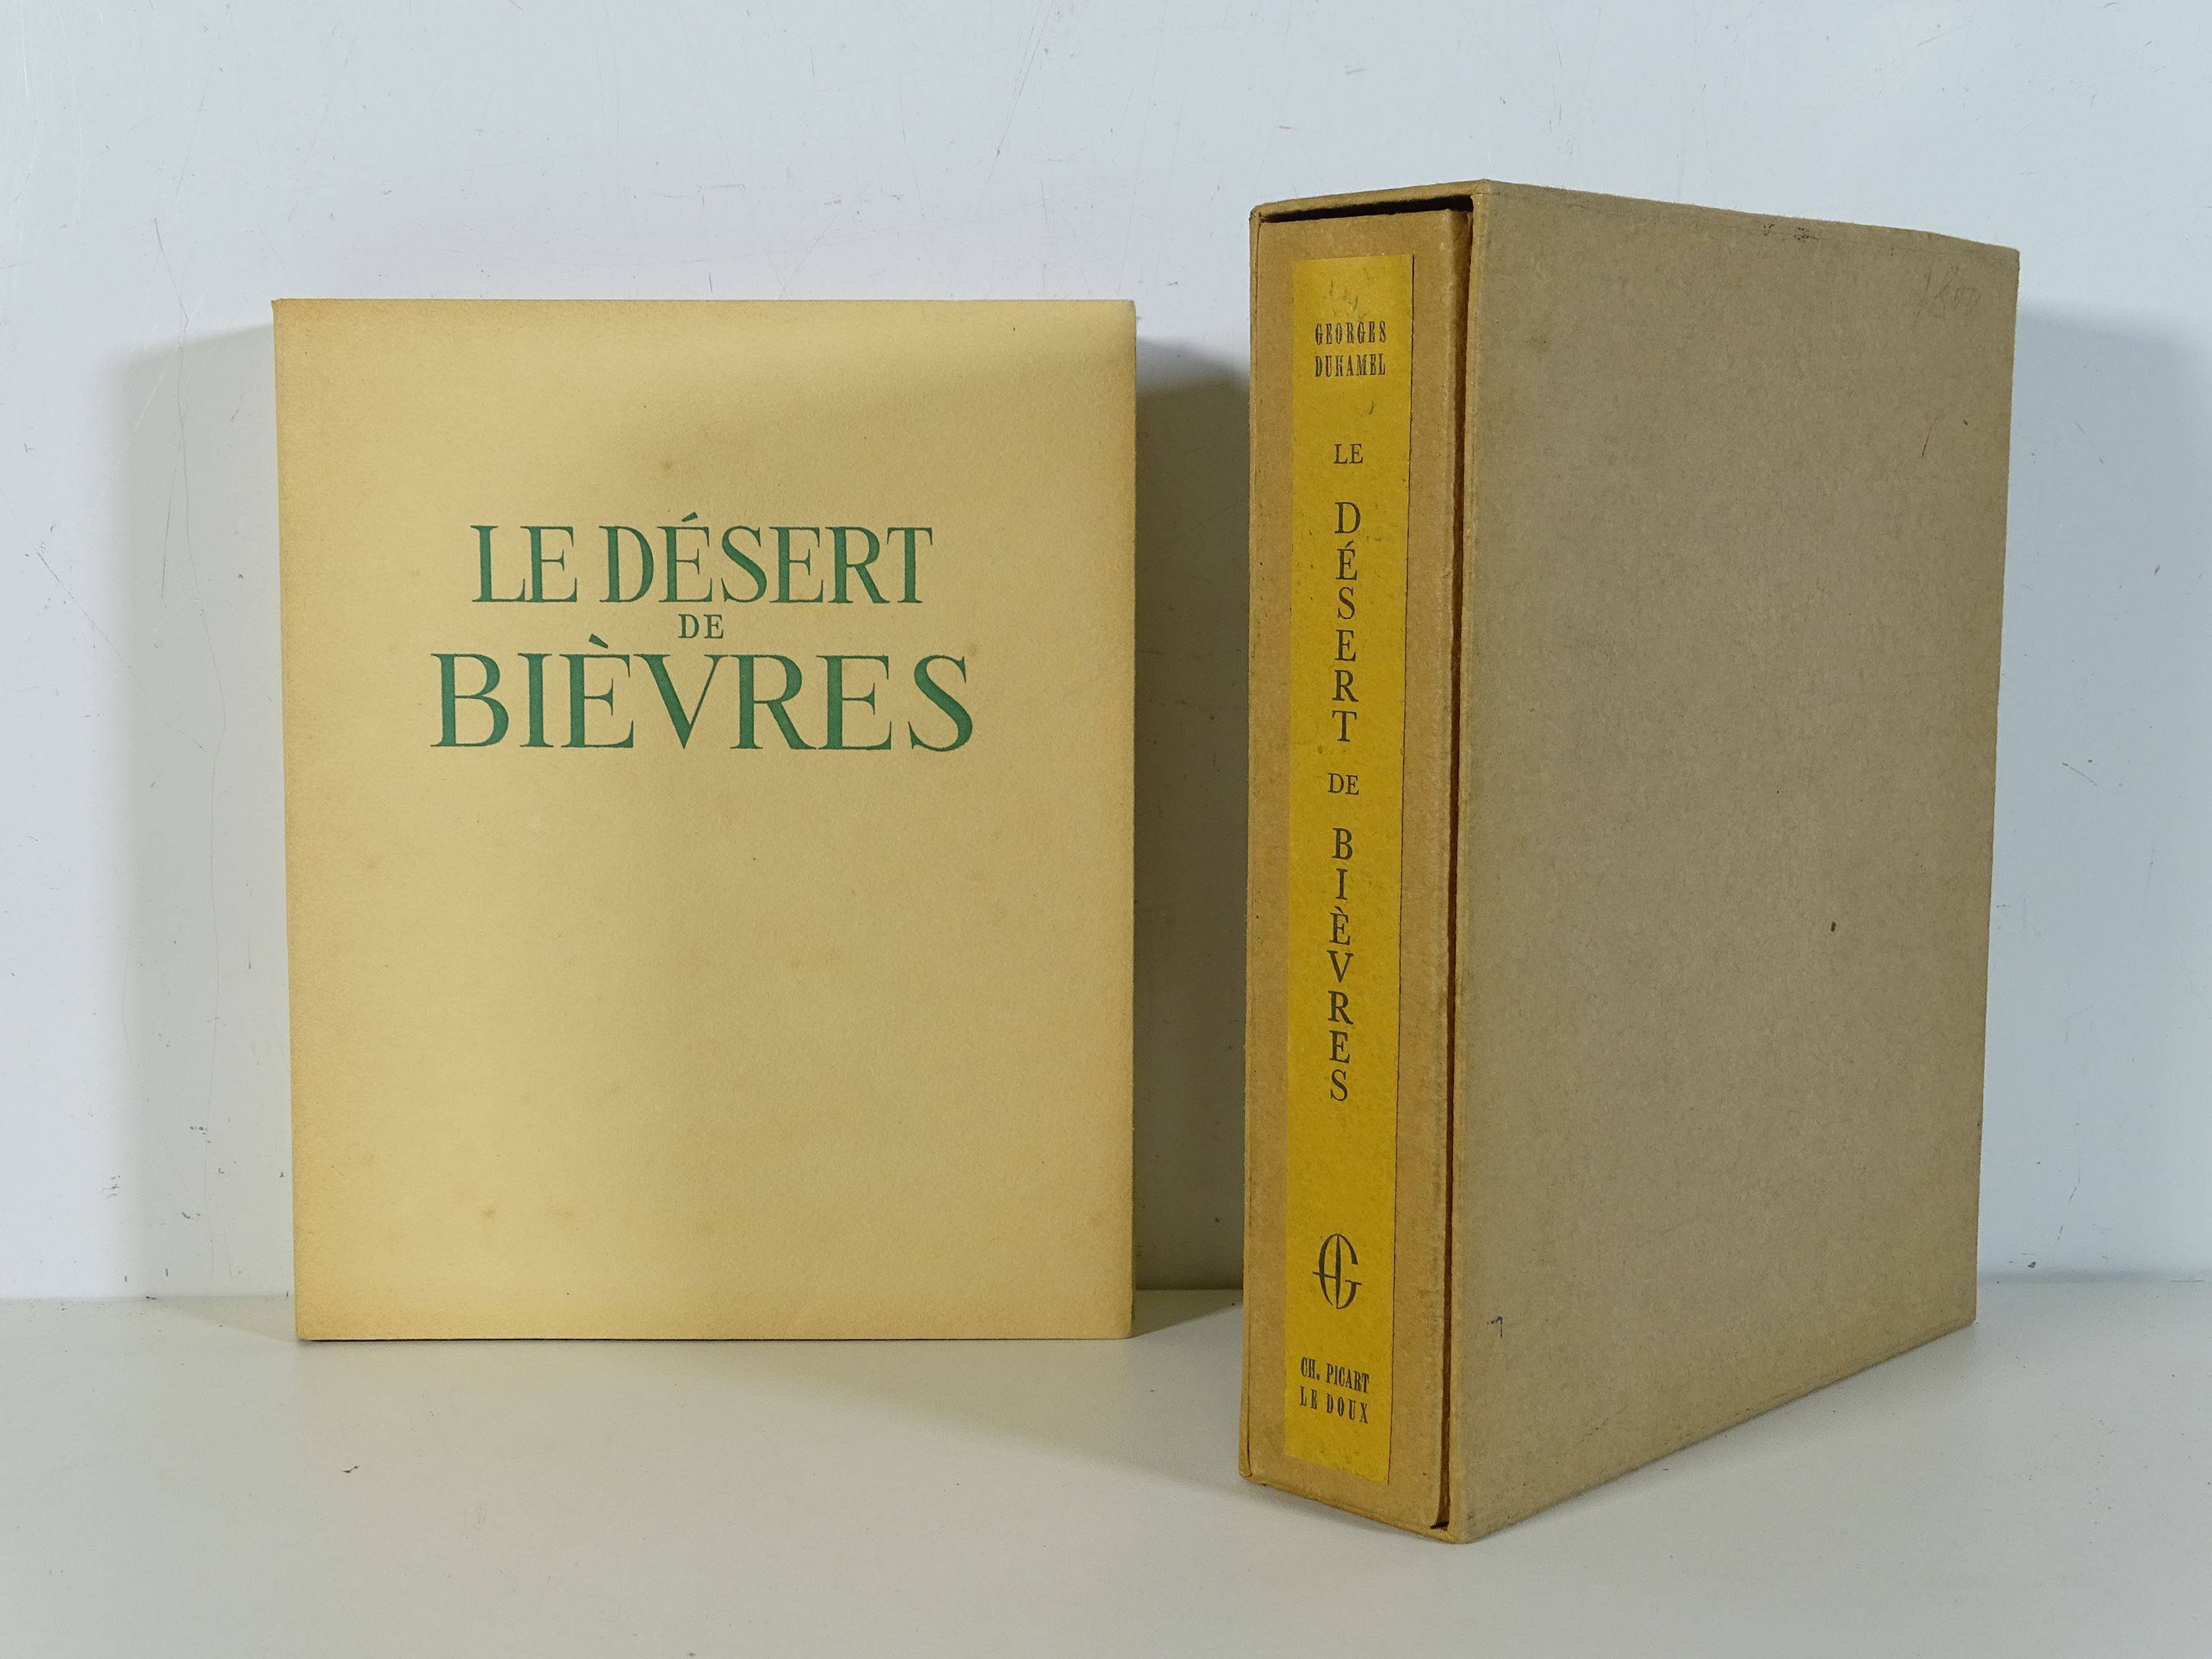 LE DÉSERT
DE
BIÈVRES
GEORGES
DUHAMEL
LE
DÉSERT
DE
BIÈVRES
CH. PICART
LE DOUX